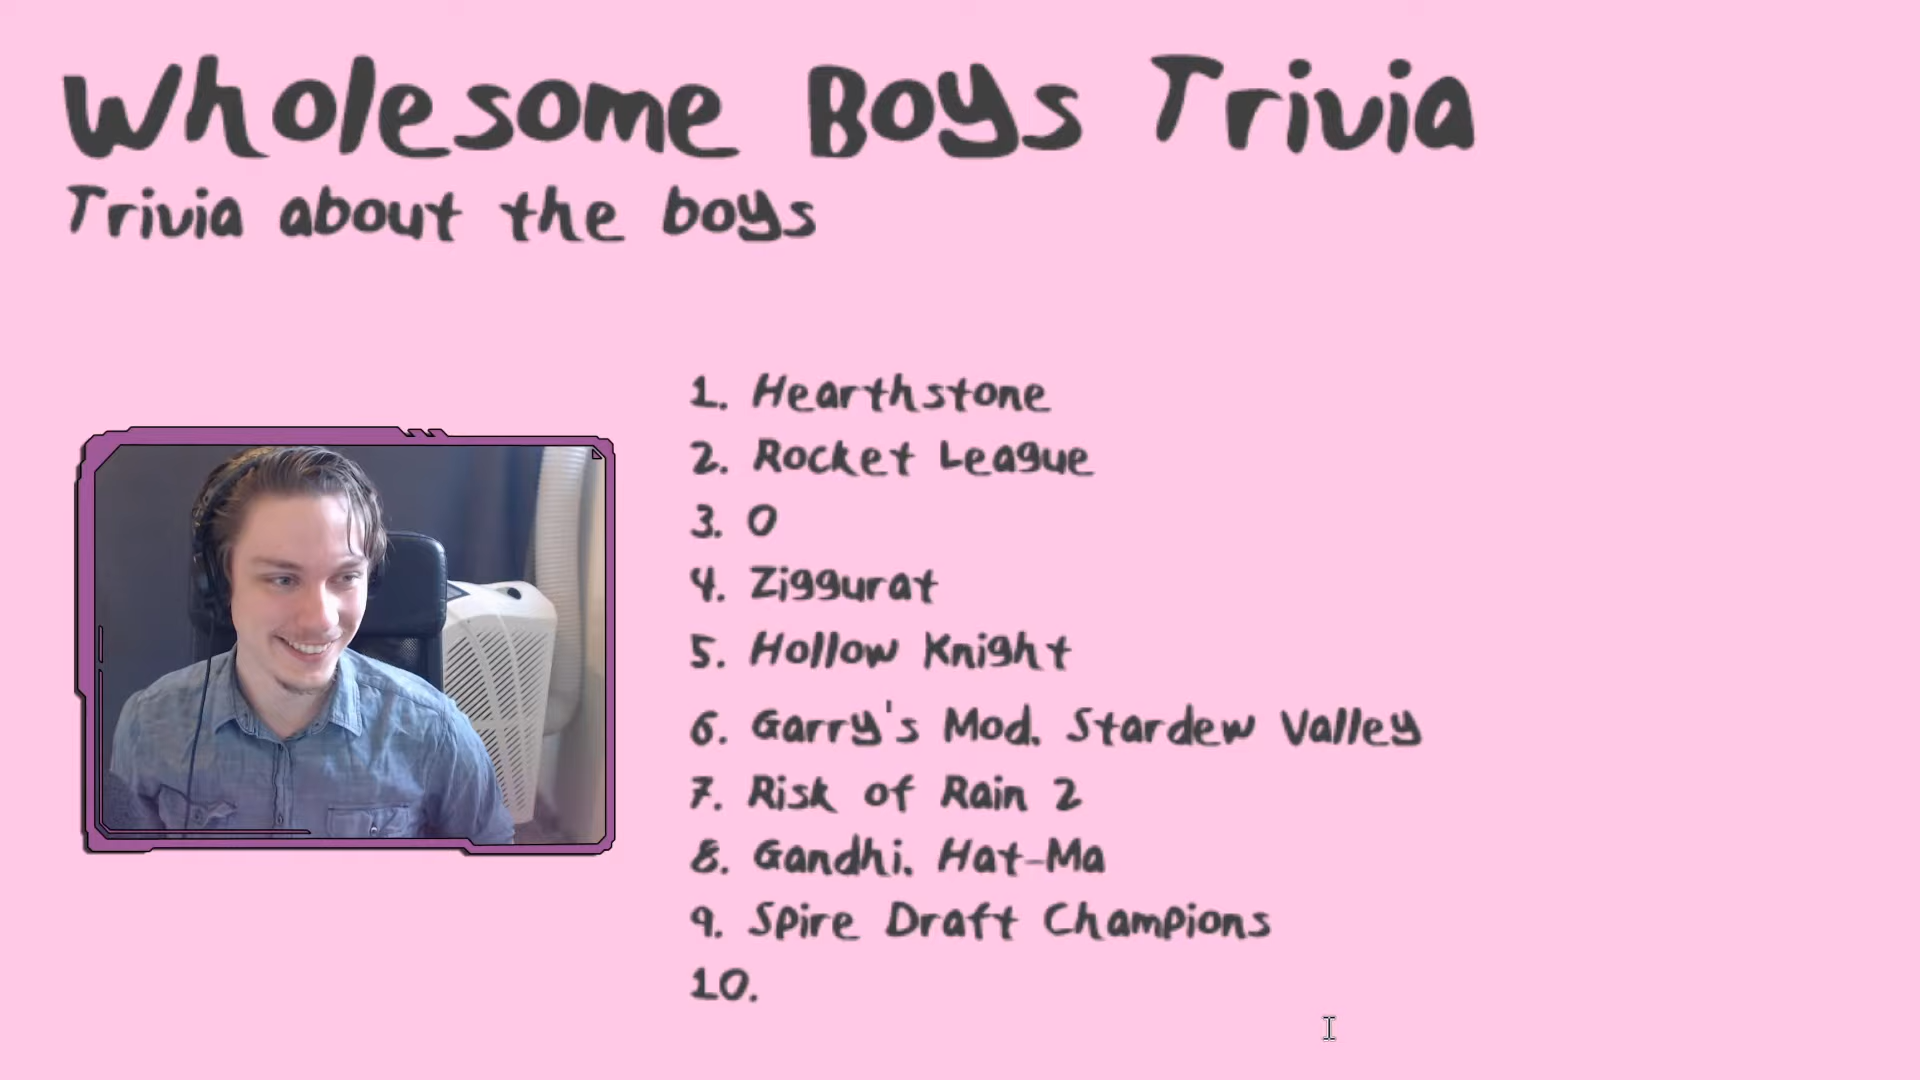 Wholesome Boys Trivia
Trivia about the boys
1. Hearthstone
2. Rocket League
3. 0
4. Ziggurat
5. Hollow Knight
6. Garry's Mod, Stardew Valley
7. Risk of Rain 2
8. Gandhi, Hat-Ma
9. Spire Draft Champions
10.